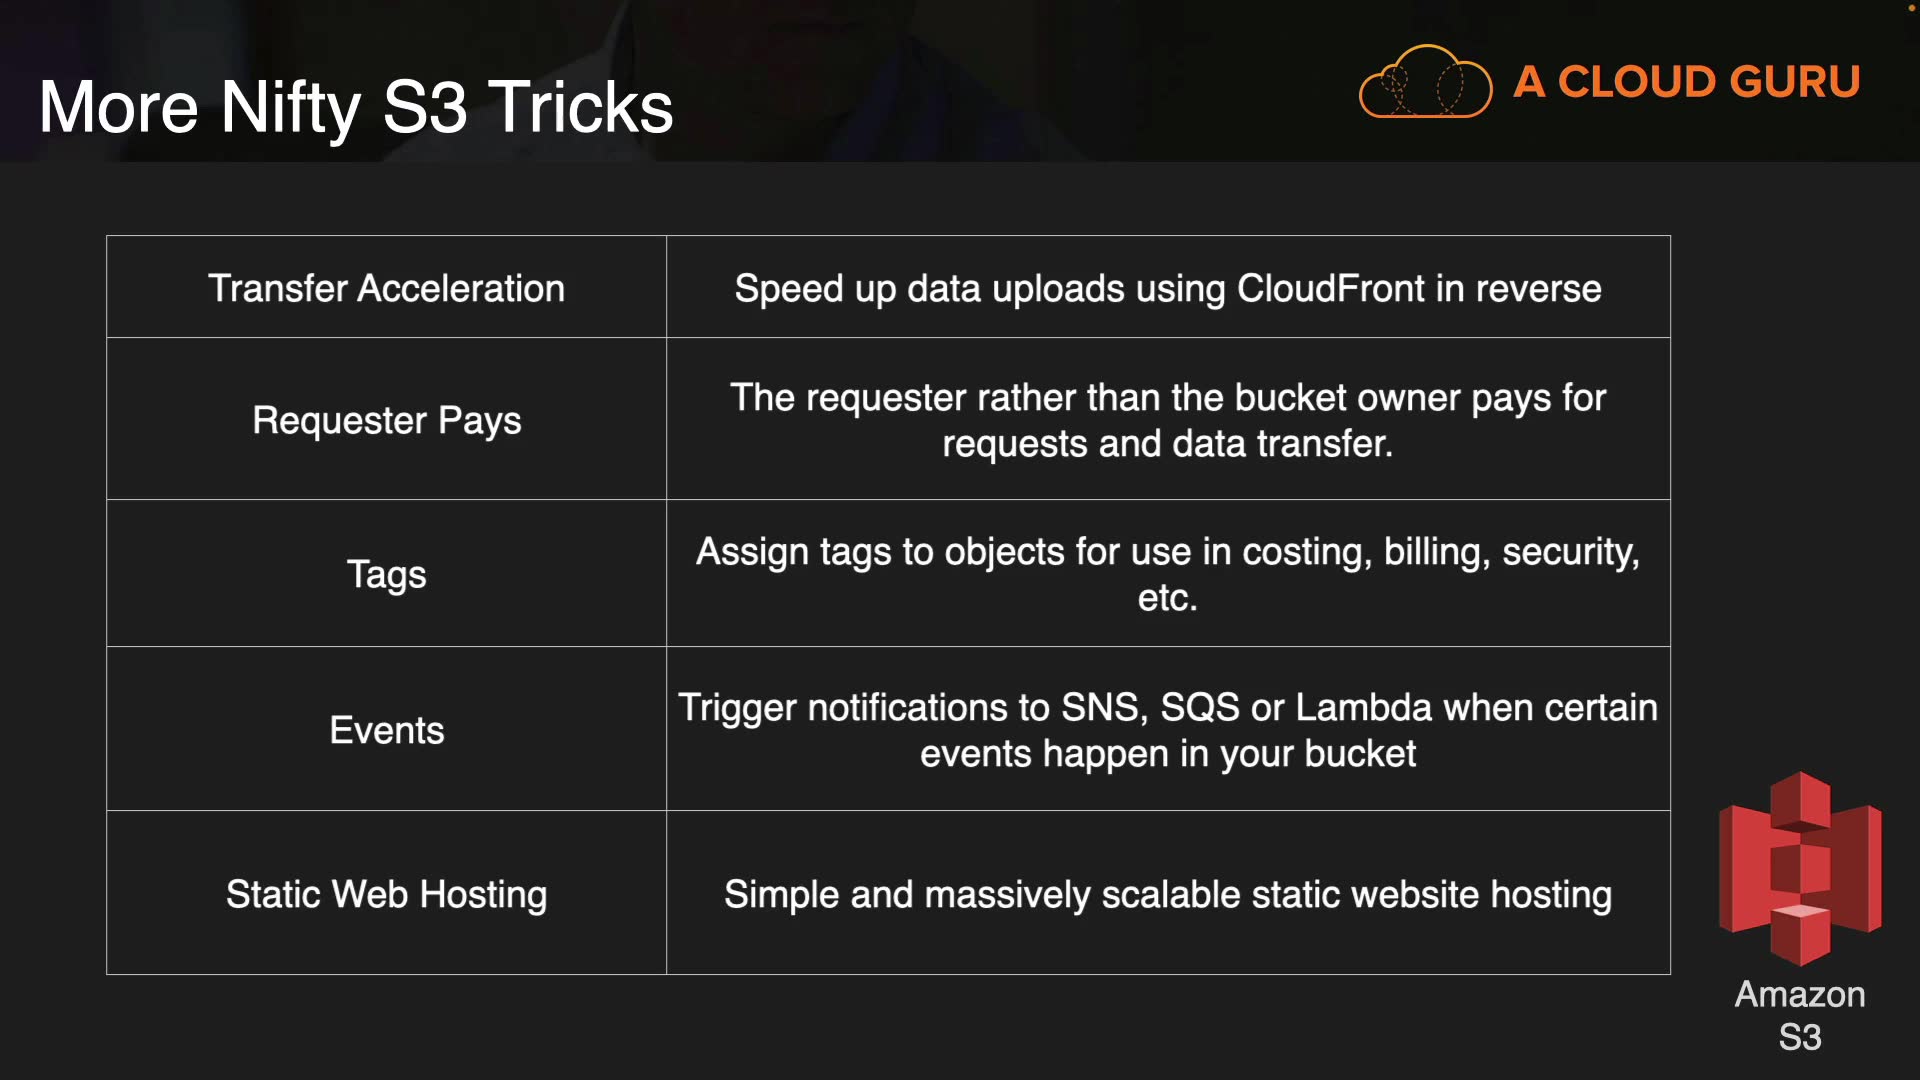 More Nifty S3 Tricks
A CLOUD GURU
Transfer Acceleration
Speed up data uploads using CloudFront in reverse
Requester Pays
The requester rather than the bucket owner pays for
requests and data transfer.
Tags
Assign tags to objects for use in costing, billing, security,
etc.
Events
Trigger notifications to SNS, SQS or Lambda when certain
events happen in your bucket
Static Web Hosting
Simple and massively scalable static website hosting
Amazon
S3